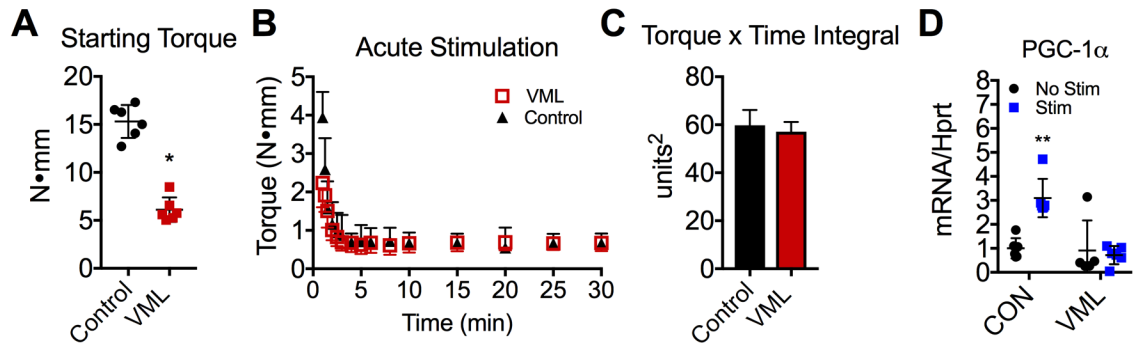 A
Starting Torque
N•mm
20
15
10
5
0
*
Control
VML
B
Acute Stimulation
Torque (N•mm)
5
4
3
2
1
0
VML
Control
0
5
10
15
20
25
30
Time (min)
C
Torque x Time Integral
units²
80
60
40
20
0
Control
VML
D
PGC-1α
mRNA/Hprt
8
7
6
5
4
3
2
1
0
No Stim
Stim
**
CON
VML